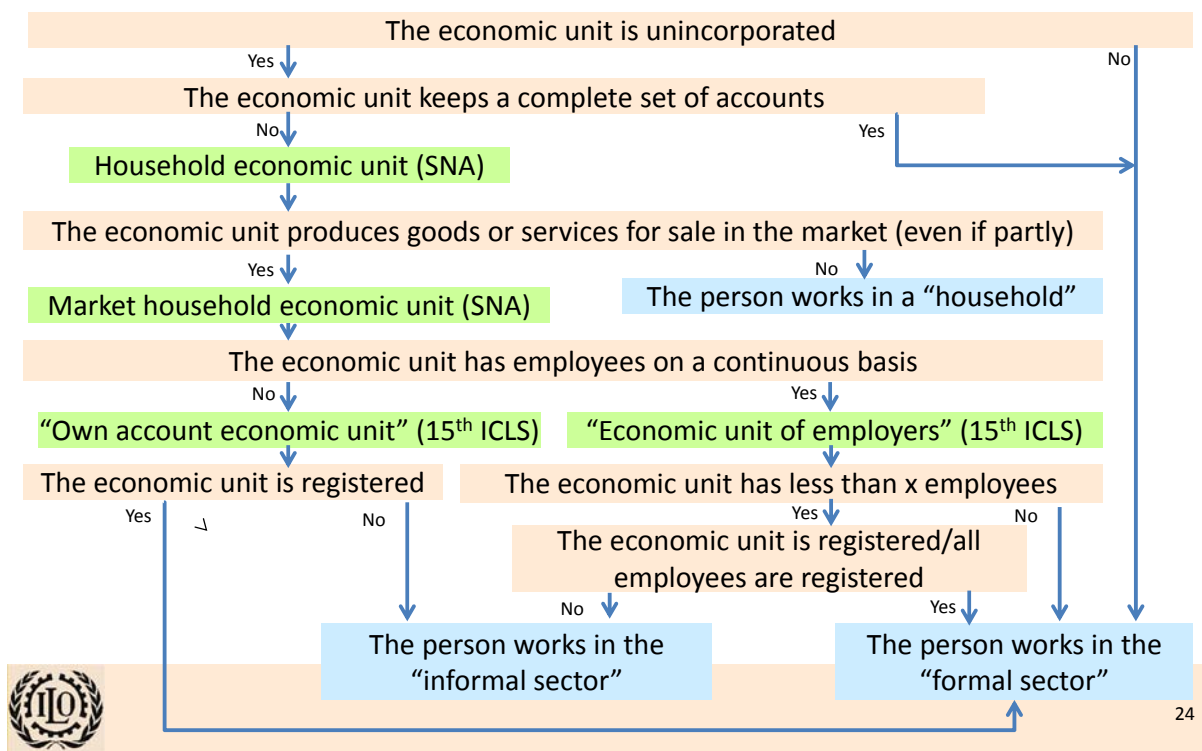 The economic unit is unincorporated
Yes
No
The economic unit keeps a complete set of accounts
No
Yes
Household economic unit (SNA)
The economic unit produces goods or services for sale in the market (even if partly)
Yes
No
Market household economic unit (SNA)
The person works in a “household”
The economic unit has employees on a continuous basis
No
Yes
“Own account economic unit” (15th ICLS)
“Economic unit of employers” (15th ICLS)
The economic unit is registered
The economic unit has less than x employees
Yes
No
Yes
No
The economic unit is registered/all
employees are registered
No
Yes
The person works in the
“informal sector”
The person works in the
“formal sector”
ILO
24